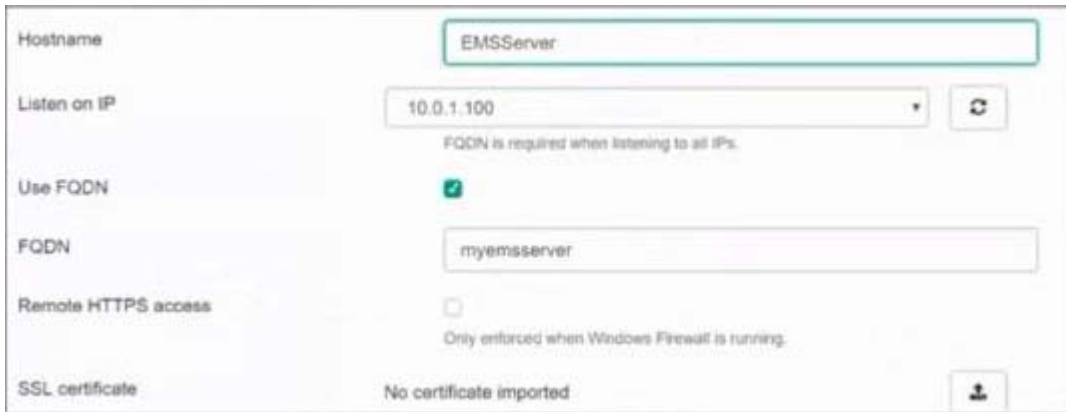 Hostname
EMSServer
Listen on IP
10.0.1.100
FQDN is required when listening to all IPs.
Use FQDN
FQDN
myemsserver
Remote HTTPS access
Only enforced when Windows Firewall is running.
SSL certificate
No certificate imported